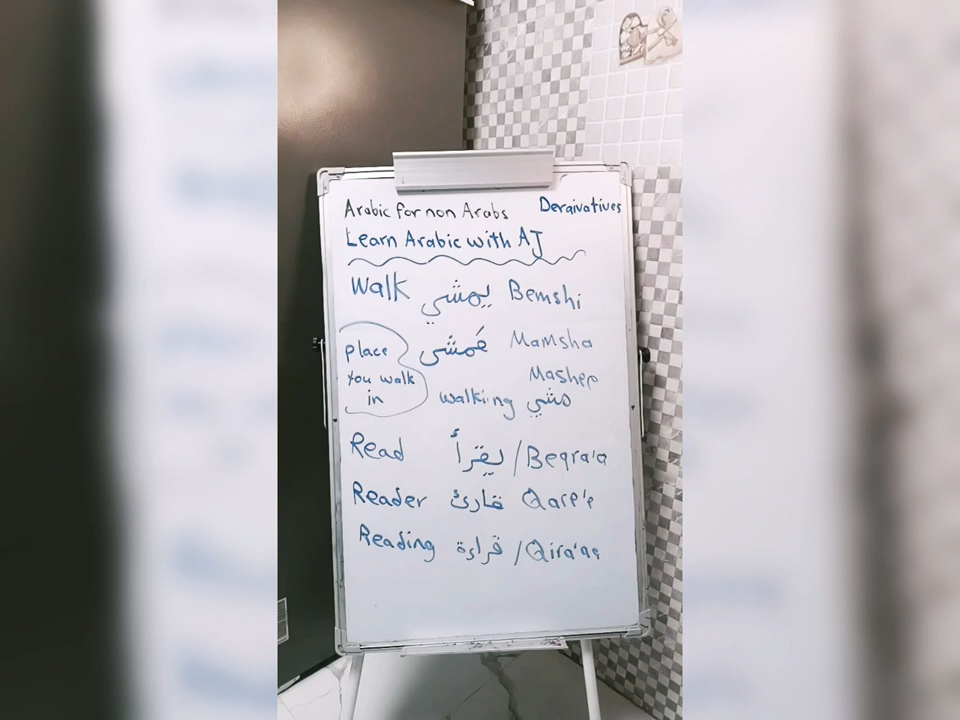 Arabic for non Arabs Deraivatives
Learn Arabic with AJ
Walk يمشي Bemshi
place you walk in مَمشى Mamsha
Mashee
walking مشي
Read يقرأ / Beqra'a
Reader قارئ Qare'e
Reading قراءة / Qira'ae